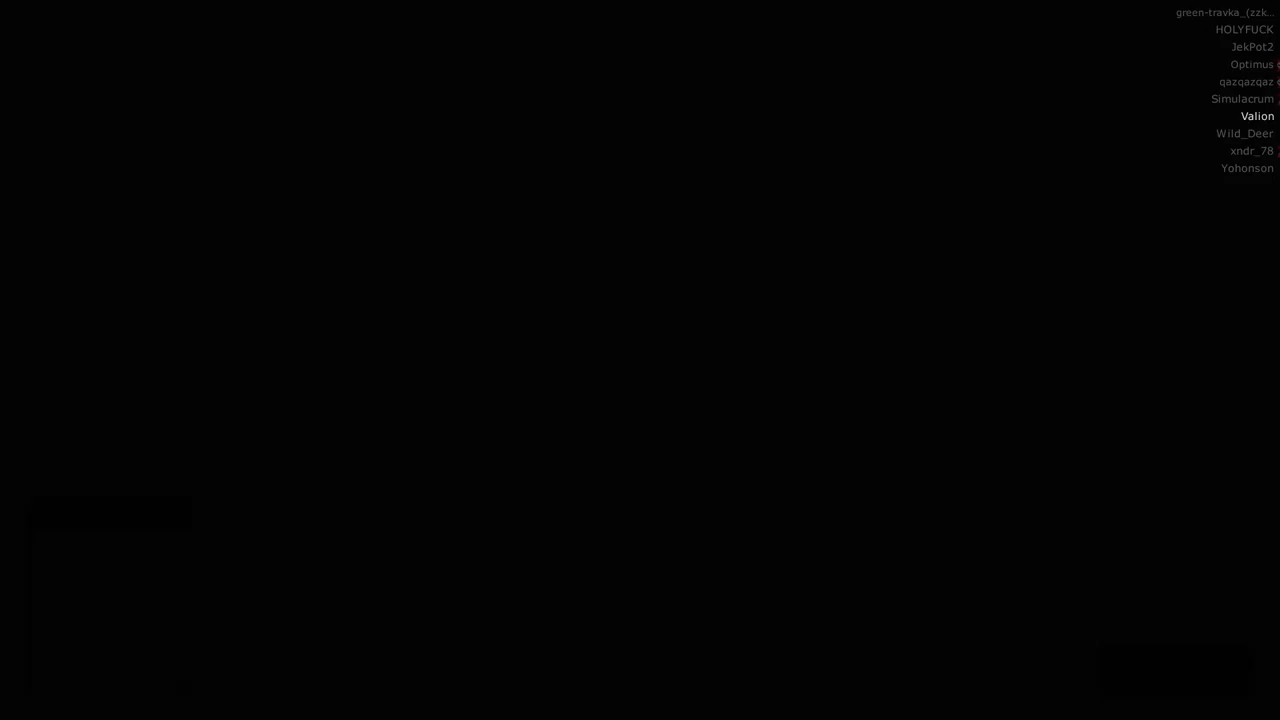 green-travka_(zzk...
HOLYFUCK
JekPot2
Optimus
qazqazqaz
Simulacrum
Valion
Wild_Deer
xndr_78
Yohonson